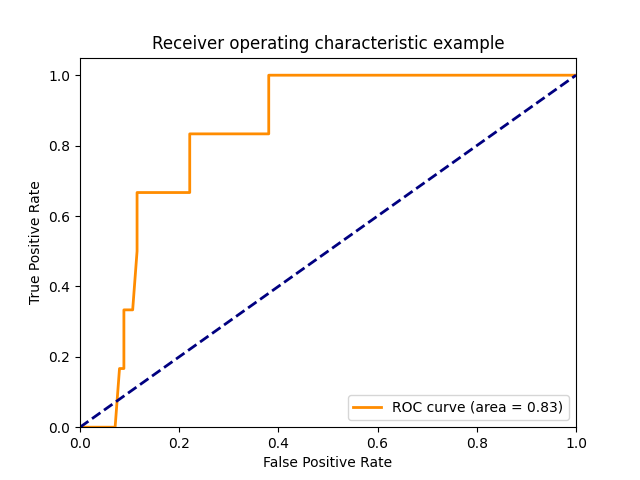 Receiver operating characteristic example
1.0
0.8
0.6
0.4
0.2
0.0
True Positive Rate
ROC curve (area = 0.83)
0.0 0.2 0.4 0.6 0.8 1.0
False Positive Rate